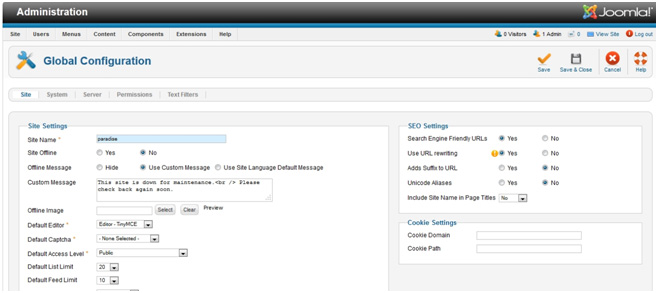 Administration
Joomla!
Site Users Menus Content Components Extensions Help
0 Visitors 1 Admin 0 View Site Log out
Global Configuration
Save Save & Close Cancel Help
Site System Server Permissions Text Filters
Site Settings
Site Name * paradise
Site Offline Yes No
Offline Message Hide Use Custom Message Use Site Language Default Message
Custom Message This site is down for maintenance.<br /> Please
check back again soon.
Offline Image Select Clear Preview
Default Editor * Editor - TinyMCE
Default Captcha * - None Selected -
Default Access Level * Public
Default List Limit 20
Default Feed Limit 10
SEO Settings
Search Engine Friendly URLs Yes No
Use URL rewriting Yes No
Adds Suffix to URL Yes No
Unicode Aliases Yes No
Include Site Name in Page Titles No
Cookie Settings
Cookie Domain
Cookie Path